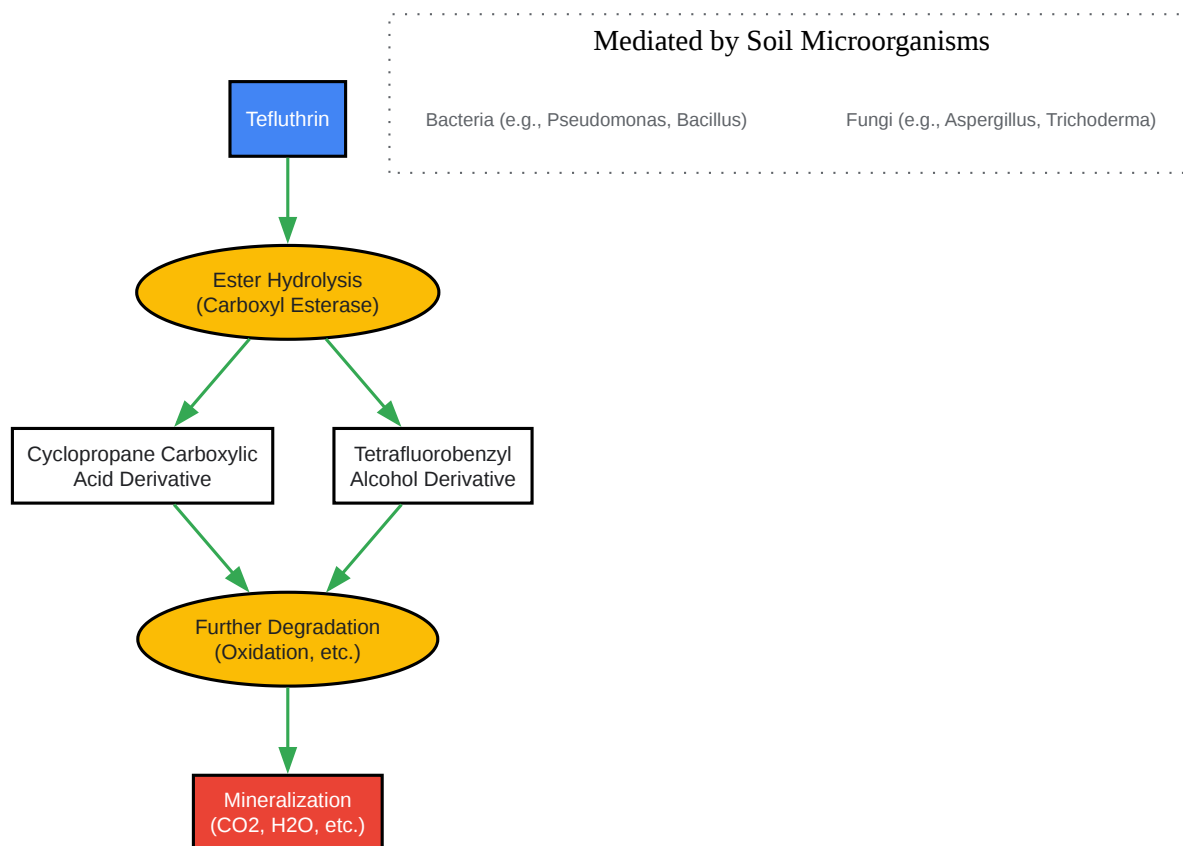 Mediated by Soil Microorganisms
Tefluthrin
Bacteria (e.g., Pseudomonas, Bacillus)
Fungi (e.g., Aspergillus, Trichoderma)
Ester Hydrolysis
(Carboxyl Esterase)
Cyclopropane Carboxylic
Acid Derivative
Tetrafluorobenzyl
Alcohol Derivative
Further Degradation
(Oxidation, etc.)
Mineralization
(CO2, H2O, etc.)